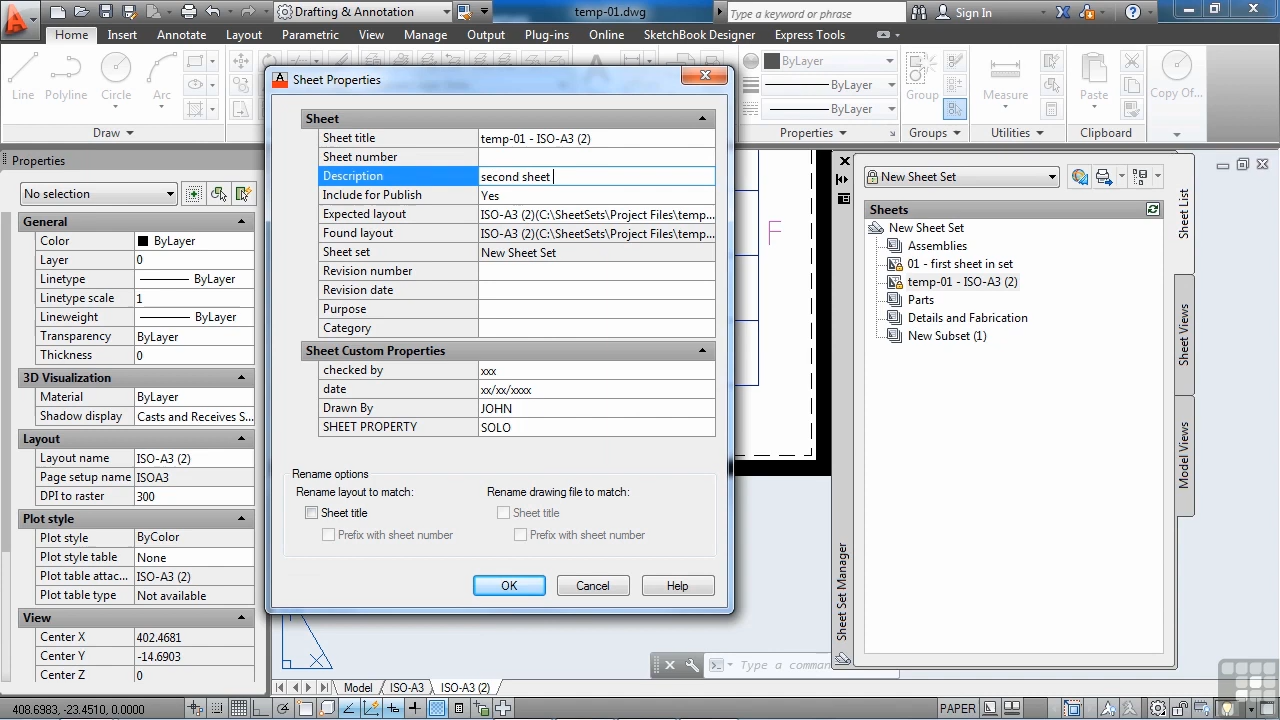 Drafting & Annotation
temp-01.dwg
Type a keyword or phrase
Sign In
Home
Insert
Annotate
Layout
Parametric
View
Manage
Output
Plug-ins
Online
SketchBook Designer
Express Tools
Line
Circle
Arc
Draw
ByLayer
ByLayer
ByLayer
Properties
Group
Groups
Measure
Utilities
Paste
Clipboard
Copy Of...
Properties
No selection
General
Color ByLayer
Layer 0
Linetype ByLayer
Linetype scale 1
Lineweight ByLayer
Transparency ByLayer
Thickness 0
3D Visualization
Material ByLayer
Shadow display Casts and Receives S...
Layout
Layout name ISO-A3 (2)
Page setup name ISOA3
DPI to raster 300
Plot style
Plot style ByColor
Plot style table None
Plot table attac... ISO-A3 (2)
Plot table type Not available
View
Center X 402.4681
Center Y -14.6903
Center Z 0
Sheet Properties
Sheet
Sheet title temp-01 - ISO-A3 (2)
Sheet number
Description second sheet
Include for Publish Yes
Expected layout ISO-A3 (2)(C:\SheetSets\Project Files\temp...
Found layout ISO-A3 (2)(C:\SheetSets\Project Files\temp...
Sheet set New Sheet Set
Revision number
Revision date
Purpose
Category
Sheet Custom Properties
checked by xxx
date xx/xx/xxxx
Drawn By JOHN
SHEET PROPERTY SOLO
Rename options
Rename layout to match:
Sheet title
Prefix with sheet number
Rename drawing file to match:
Sheet title
Prefix with sheet number
OK
Cancel
Help
F
New Sheet Set
Sheets
New Sheet Set
Assemblies
01 - first sheet in set
temp-01 - ISO-A3 (2)
Parts
Details and Fabrication
New Subset (1)
Sheet List
Sheet Views
Model Views
Sheet Set Manager
Type a comman
Model
ISO-A3
ISO-A3 (2)
408.6983, -23.4510, 0.0000
PAPER